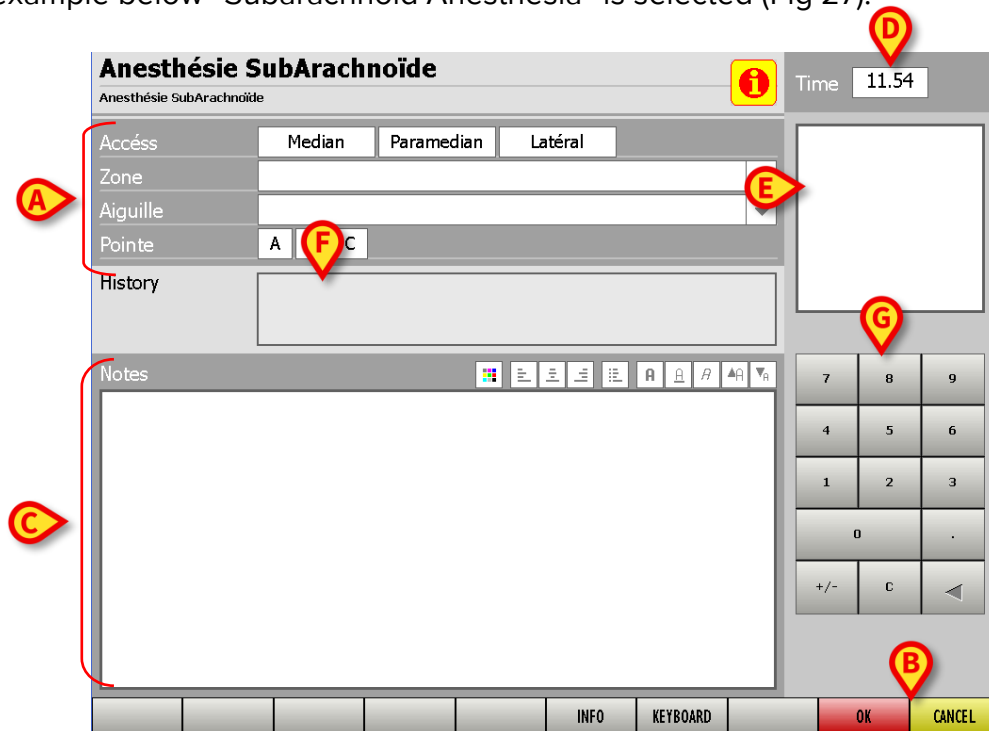 example below "Subarachnoid Anesthesia" is selected (Fig 27).
D
Anesthésie SubArachnoïde
Anesthésie SubArachnoïde
i
Time 11.54
Accéss Median Paramedian Latéral
Zone
E
A
Aiguille
Pointe A F C
History
G
Notes A A A A A
7 8 9
4 5 6
1 2 3
C
0 .
+/- C
B
INFO KEYBOARD OK CANCEL